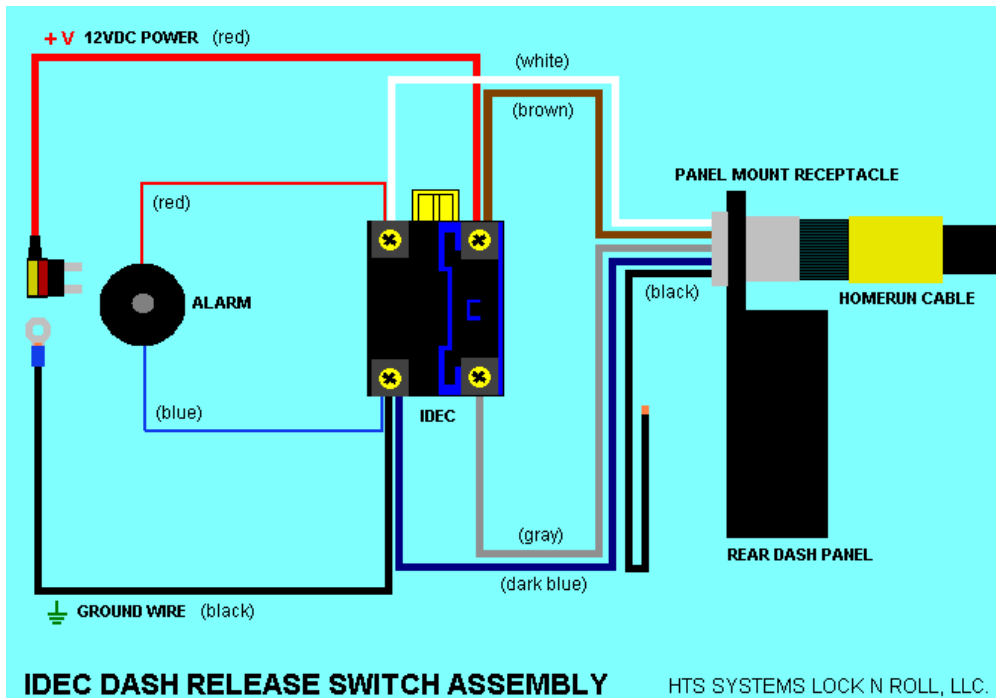 + V 12VDC POWER (red)
(white)
(brown)
PANEL MOUNT RECEPTACLE
(red)
ALARM
(black)
HOMERUN CABLE
(blue)
IDEC
(gray)
REAR DASH PANEL
(dark blue)
GROUND WIRE (black)
IDEC DASH RELEASE SWITCH ASSEMBLY
HTS SYSTEMS LOCK N ROLL, LLC.